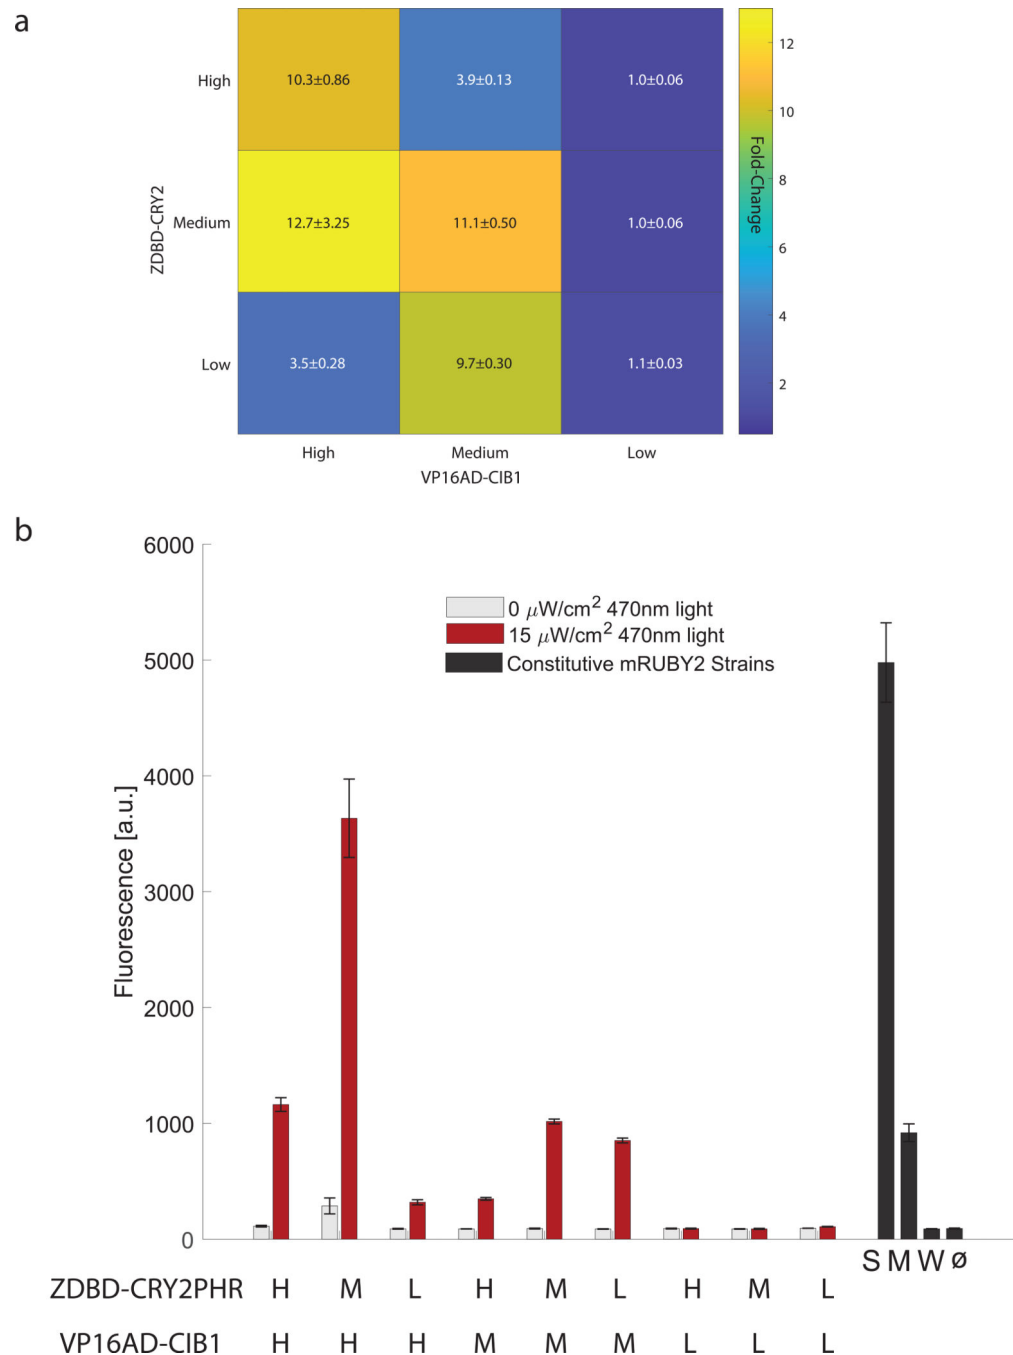 a
High 10.3±0.86 3.9±0.13 1.0±0.06
Medium 12.7±3.25 11.1±0.50 1.0±0.06
Low 3.5±0.28 9.7±0.30 1.1±0.03
ZDBD-CRY2
High Medium Low
VP16AD-CIB1
12
10
8
6
4
2
Fold-Change
b
6000
5000
4000
3000
2000
1000
0
Fluorescence [a.u.]
0 μW/cm² 470nm light
15 μW/cm² 470nm light
Constitutive mRUBY2 Strains
S M W ø
ZDBD-CRY2PHR H M L H M L H M L
VP16AD-CIB1 H H H M M M L L L